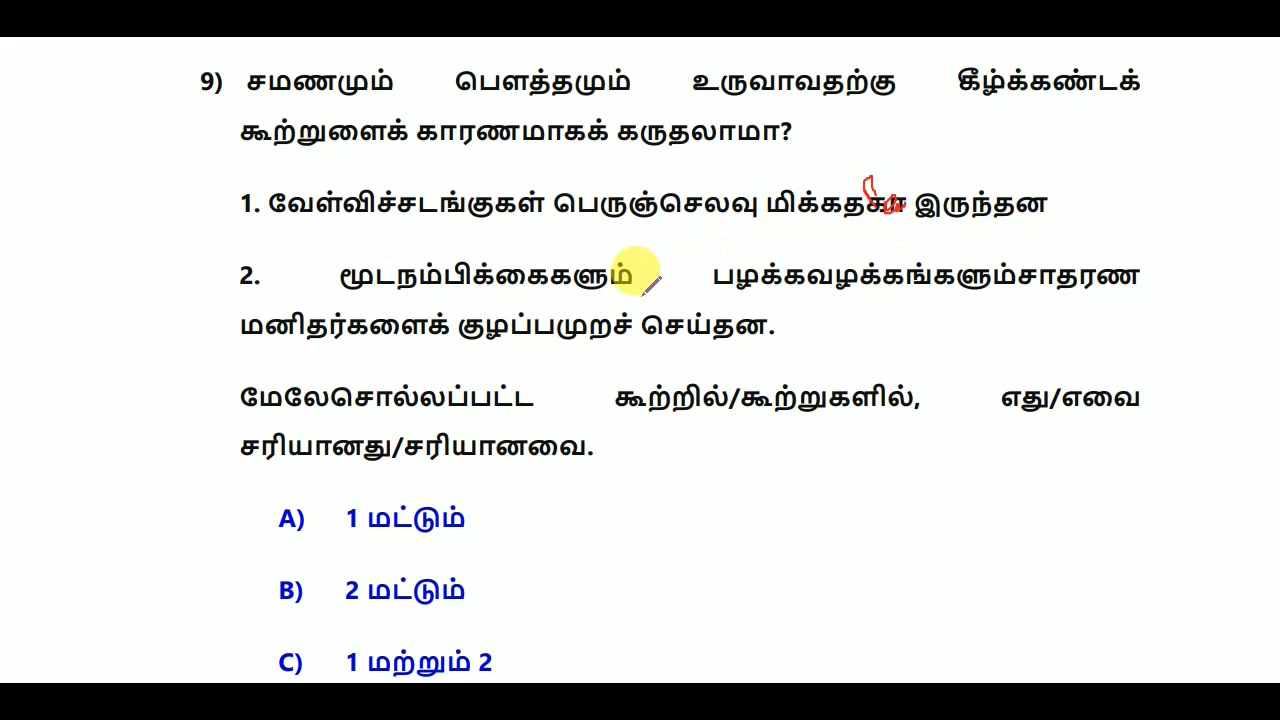 9) சமணமும் பௌத்தமும் உருவாவதற்கு கீழ்க்கண்டக்
கூற்றுளைக் காரணமாகக் கருதலாமா?
1. வேள்விச்சடங்குகள் பெருஞ்செலவு மிக்கதகா இருந்தன
2. மூடநம்பிக்கைகளும் பழக்கவழக்கங்களும்சாதரண
மனிதர்களைக் குழப்பமுறச் செய்தன.
மேலேசொல்லப்பட்ட கூற்றில்/கூற்றுகளில், எது/எவை
சரியானது/சரியானவை.
A) 1 மட்டும்
B) 2 மட்டும்
C) 1 மற்றும் 2